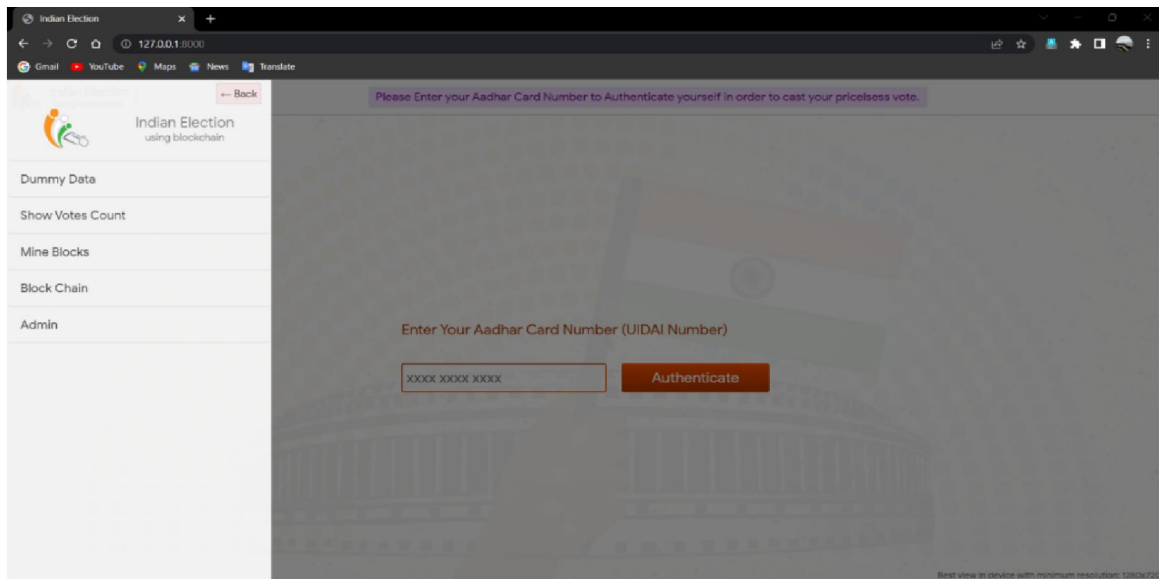 Indian Election
127.0.0.1:8000
Gmail YouTube Maps News Translate
← Back
Indian Election
using blockchain
Dummy Data
Show Votes Count
Mine Blocks
Block Chain
Admin
Please Enter your Aadhar Card Number to Authenticate yourself in order to cast your pricelsess vote.
Enter Your Aadhar Card Number (UIDAI Number)
xxxx xxxx xxxx
Authenticate
Best view in device with minimum resolution: 1280x720